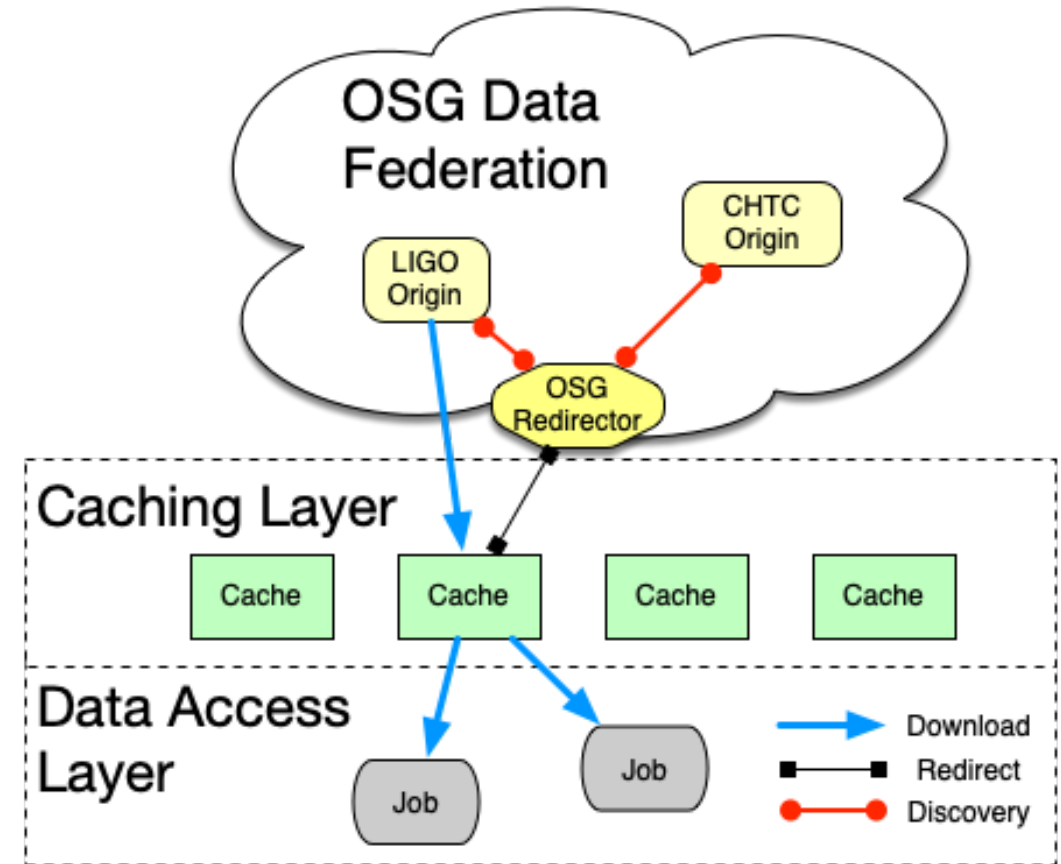 OSG Data
Federation
CHTC
Origin
LIGO
Origin
OSG
Redirector
Caching Layer
Cache
Cache
Cache
Cache
Data Access
Layer
Job
Job
Download
Redirect
Discovery